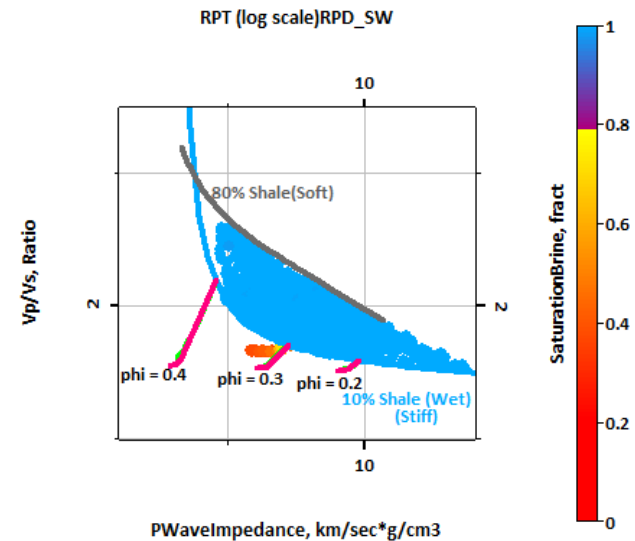 RPT (log scale)RPD_SW
10
80% Shale(Soft)
Vp/Vs, Ratio
2
2
phi = 0.4
phi = 0.3
phi = 0.2
10% Shale (Wet)
(Stiff)
10
PWaveImpedance, km/sec*g/cm3
SaturationBrine, fract
1
0.8
0.6
0.4
0.2
0